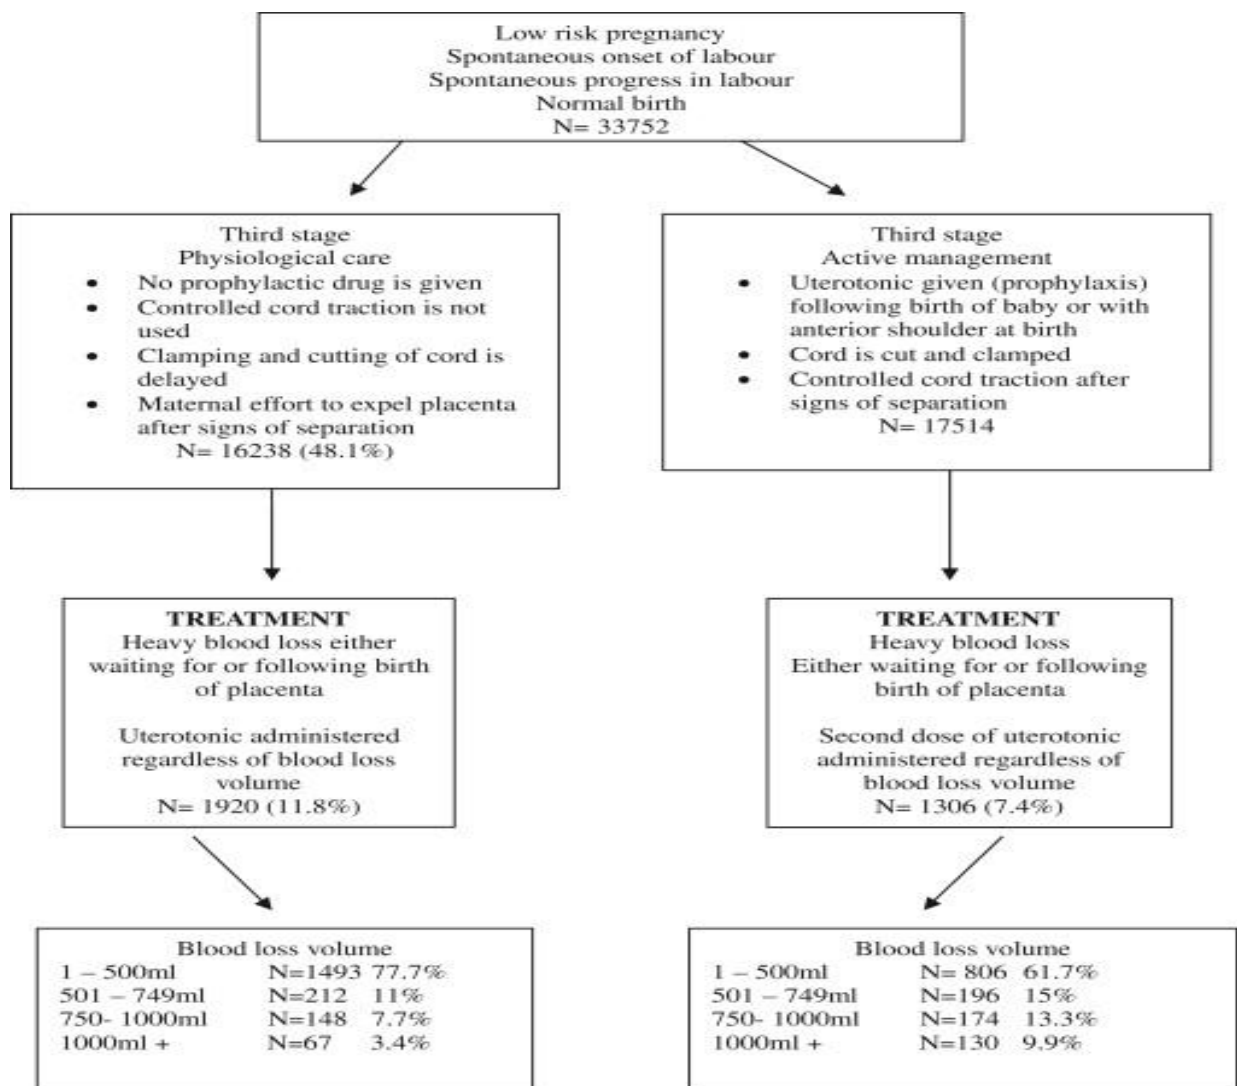 Low risk pregnancy
Spontaneous onset of labour
Spontaneous progress in labour
Normal birth
N= 33752
Third stage
Physiological care
• No prophylactic drug is given
• Controlled cord traction is not
used
• Clamping and cutting of cord is
delayed
• Maternal effort to expel placenta
after signs of separation
N= 16238 (48.1%)
Third stage
Active management
• Uterotonic given (prophylaxis)
following birth of baby or with
anterior shoulder at birth
• Cord is cut and clamped
• Controlled cord traction after
signs of separation
N= 17514
TREATMENT
Heavy blood loss either
waiting for or following birth
of placenta
Uterotonic administered
regardless of blood loss
volume
N= 1920 (11.8%)
TREATMENT
Heavy blood loss
Either waiting for or following
birth of placenta
Second dose of uterotonic
administered regardless of
blood loss volume
N= 1306 (7.4%)
Blood loss volume
1 – 500ml N=1493 77.7%
501 – 749ml N=212 11%
750- 1000ml N=148 7.7%
1000ml + N=67 3.4%
Blood loss volume
1 – 500ml N= 806 61.7%
501 – 749ml N=196 15%
750- 1000ml N=174 13.3%
1000ml + N=130 9.9%